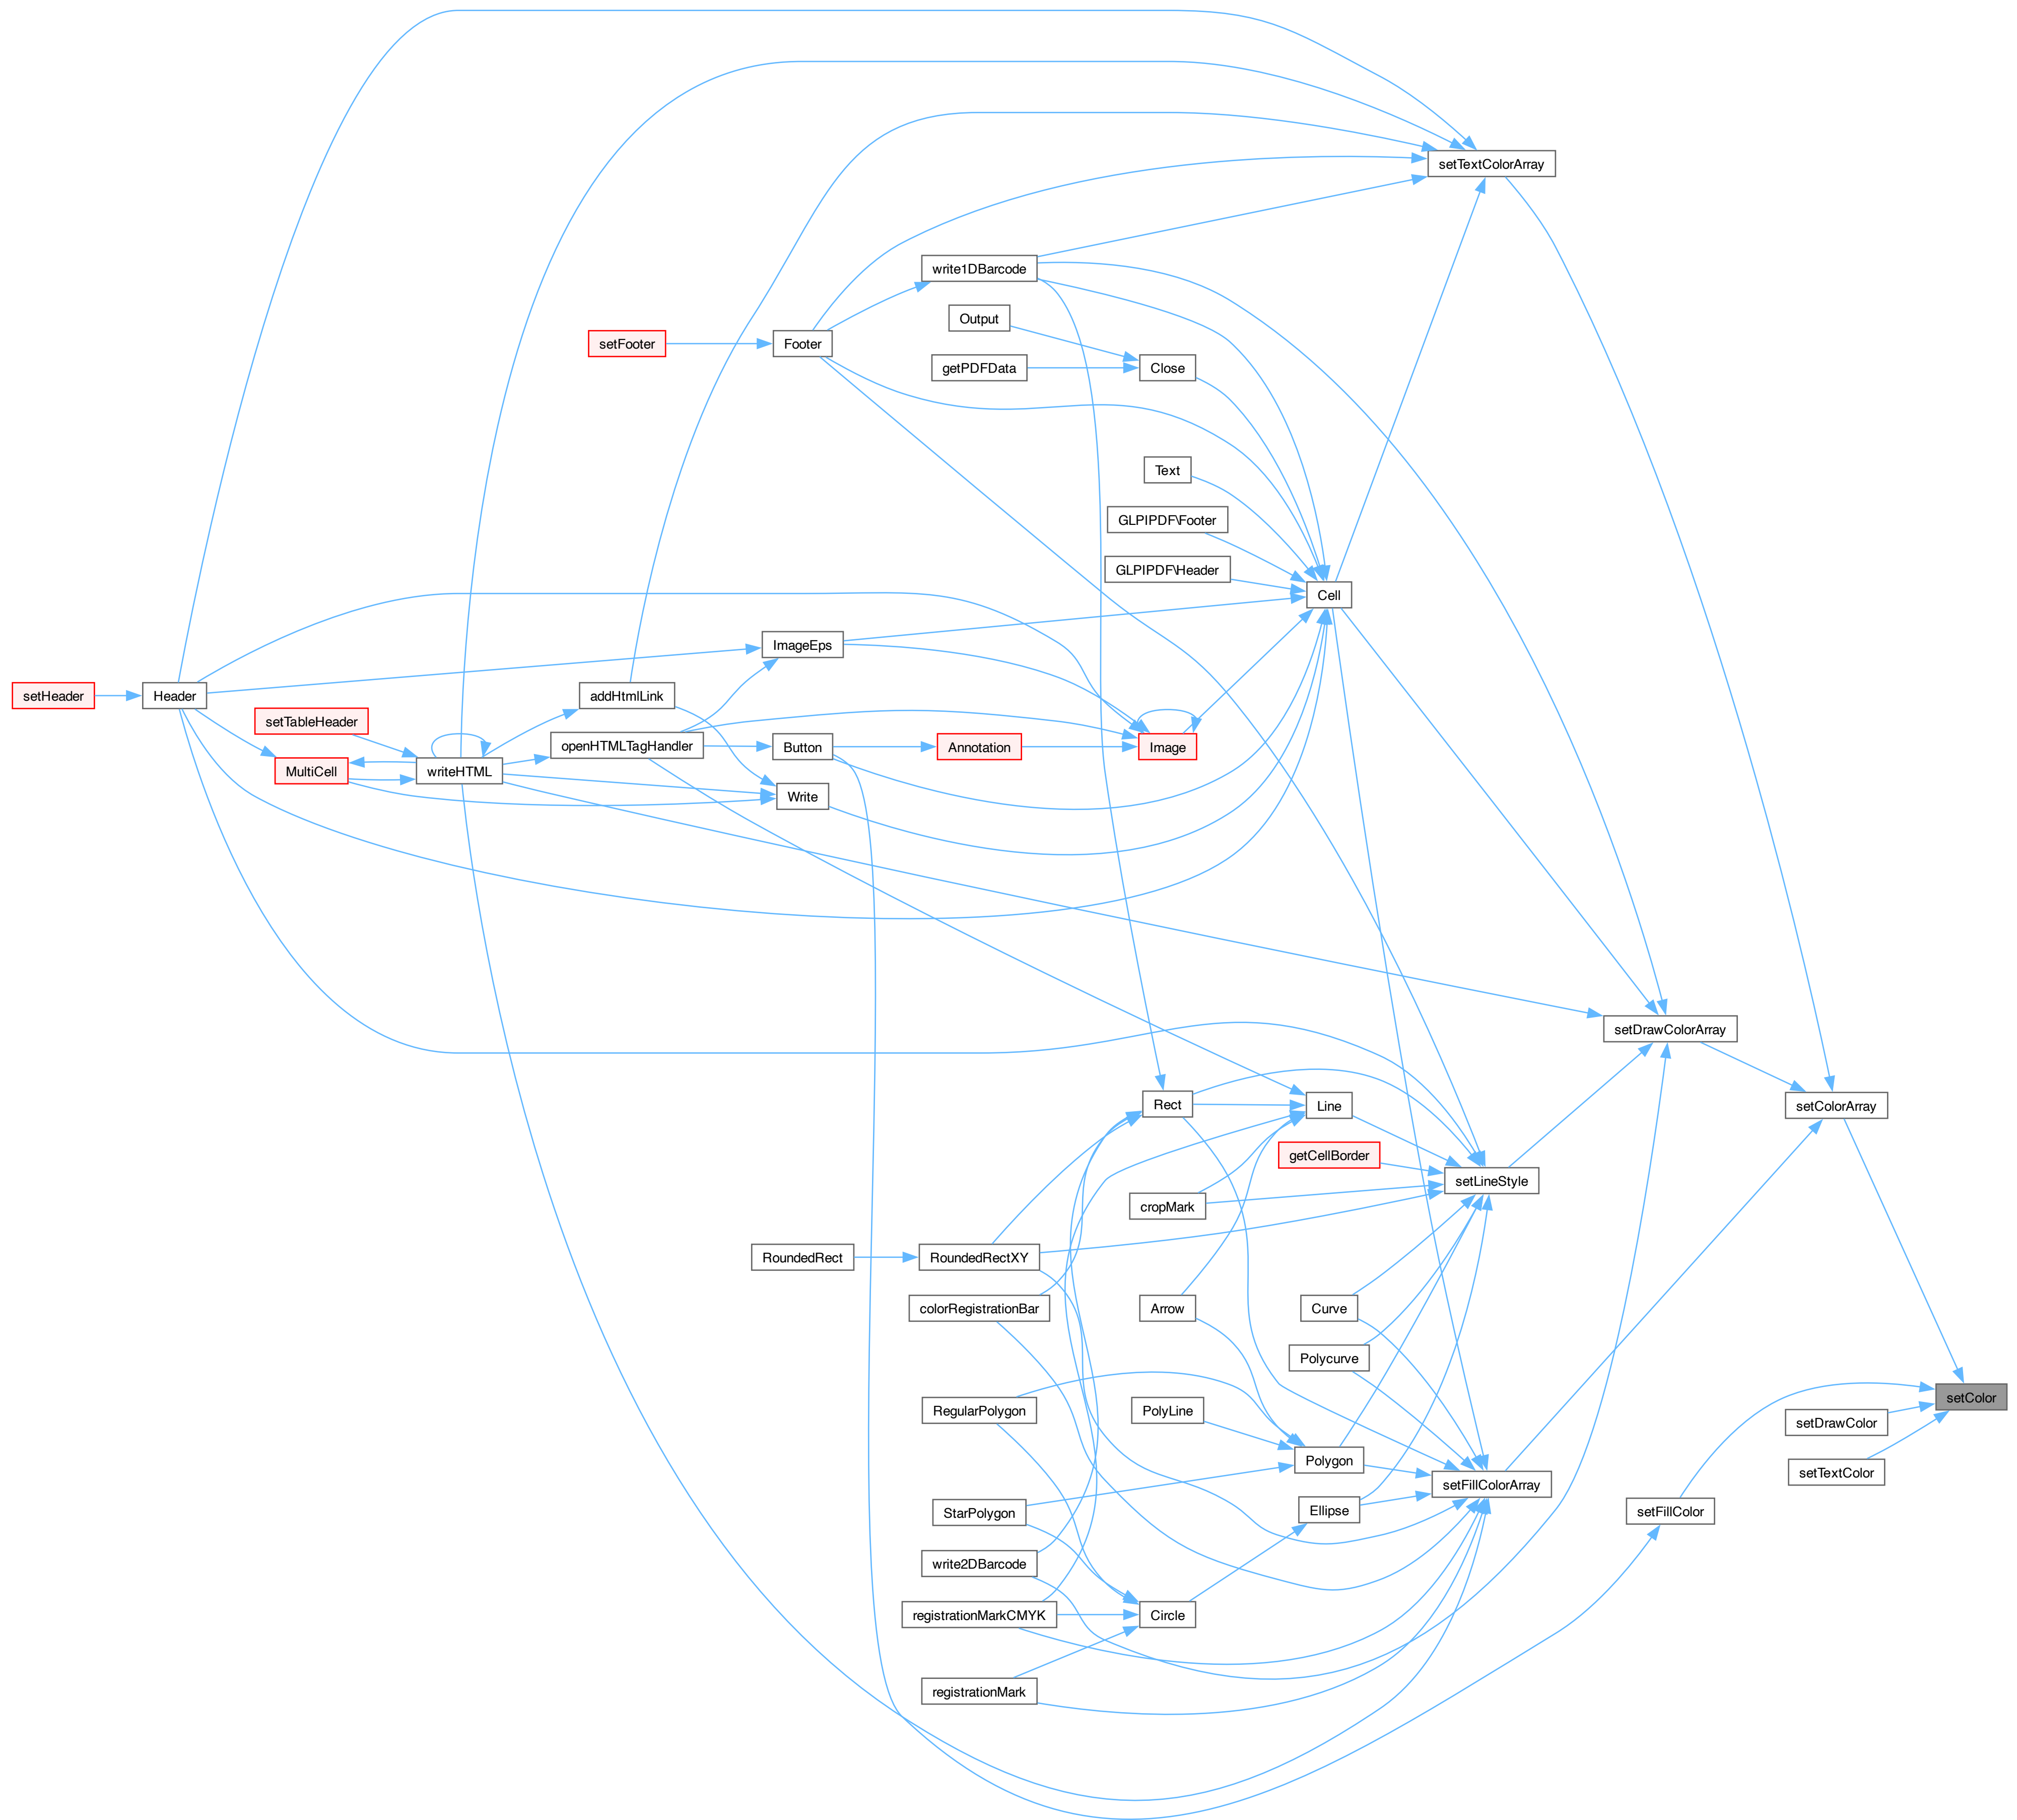 setTextColorArray
write1DBarcode
Output
setFooter
Footer
getPDFData
Close
Text
GLPIPDF\Footer
GLPIPDF\Header
Cell
ImageEps
setHeader
Header
addHtmlLink
setTableHeader
openHTMLTagHandler
Button
Annotation
Image
MultiCell
writeHTML
Write
setDrawColorArray
Rect
Line
setColorArray
getCellBorder
setLineStyle
cropMark
RoundedRect
RoundedRectXY
colorRegistrationBar
Arrow
Curve
Polycurve
setColor
RegularPolygon
PolyLine
setDrawColor
Polygon
setTextColor
setFillColorArray
StarPolygon
Ellipse
setFillColor
write2DBarcode
registrationMarkCMYK
Circle
registrationMark